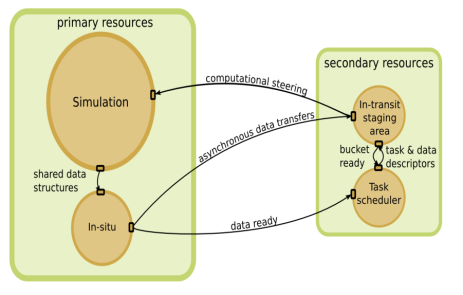 primary resources
Simulation
shared data
structures
In-situ
computational steering
asynchronous data transfers
data ready
secondary resources
In-transit
staging
area
bucket
ready
task & data
descriptors
Task
scheduler